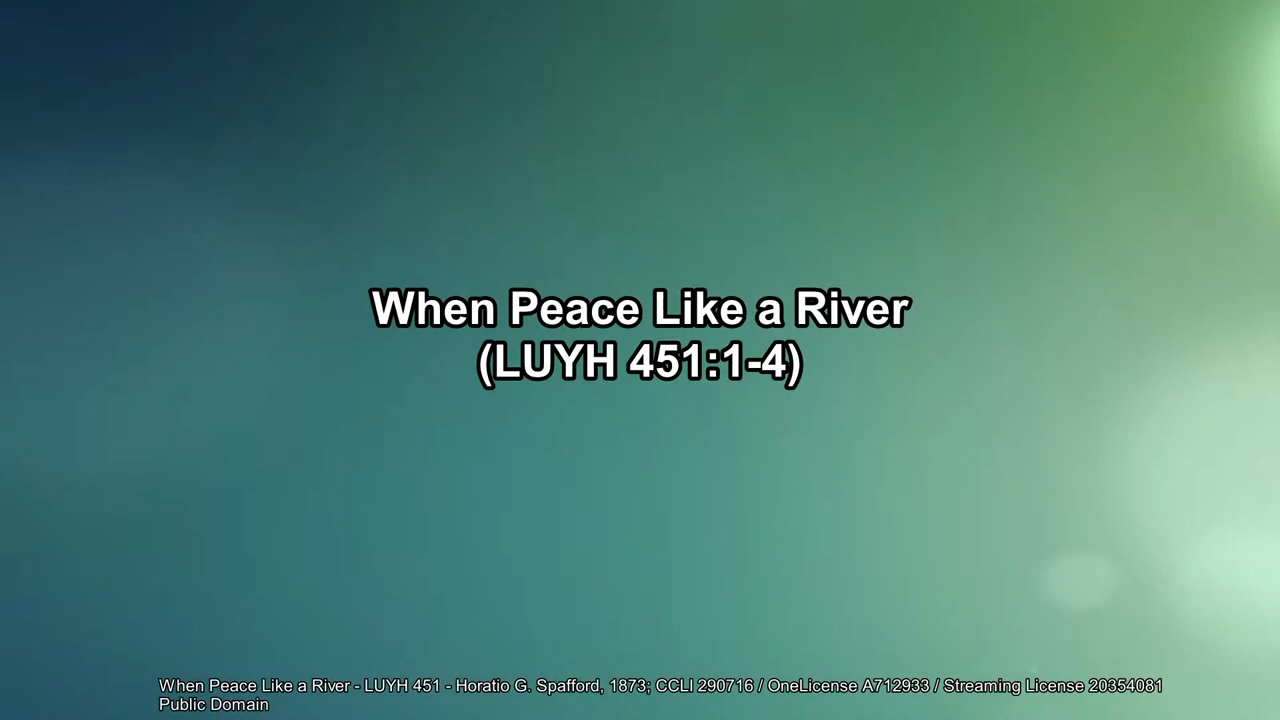 When Peace Like a River
(LUYH 451:1-4)
When Peace Like a River - LUYH 451 - Horatio G. Spafford, 1873; CCLI 290716 / OneLicense A712933 / Streaming License 20354081
Public Domain